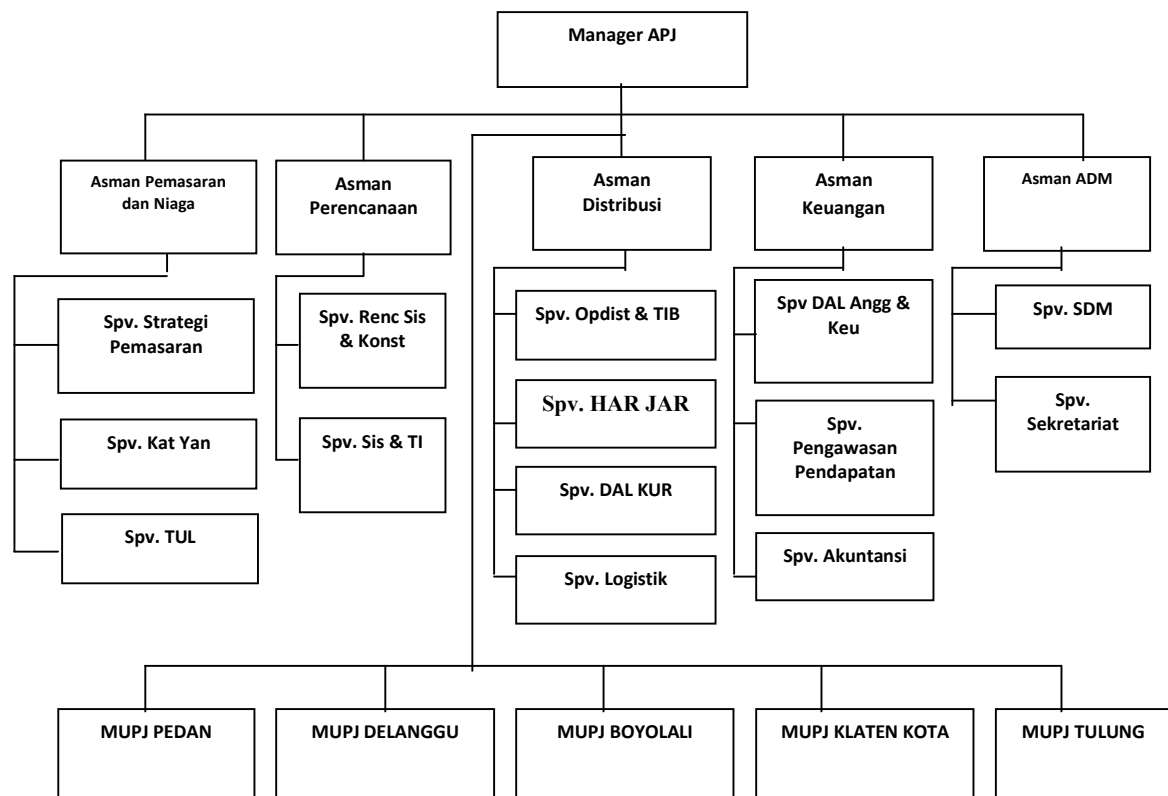 Manager APJ
Asman Pemasaran
dan Niaga
Asman
Perencanaan
Asman
Distribusi
Asman
Keuangan
Asman ADM
Spv. Strategi
Pemasaran
Spv. Kat Yan
Spv. TUL
Spv. Renc Sis
& Konst
Spv. Sis & TI
Spv. Opdist & TIB
Spv. HAR JAR
Spv. DAL KUR
Spv. Logistik
Spv DAL Angg &
Keu
Spv.
Pengawasan
Pendapatan
Spv. Akuntansi
Spv. SDM
Spv.
Sekretariat
MUPJ PEDAN
MUPJ DELANGGU
MUPJ BOYOLALI
MUPJ KLATEN KOTA
MUPJ TULUNG